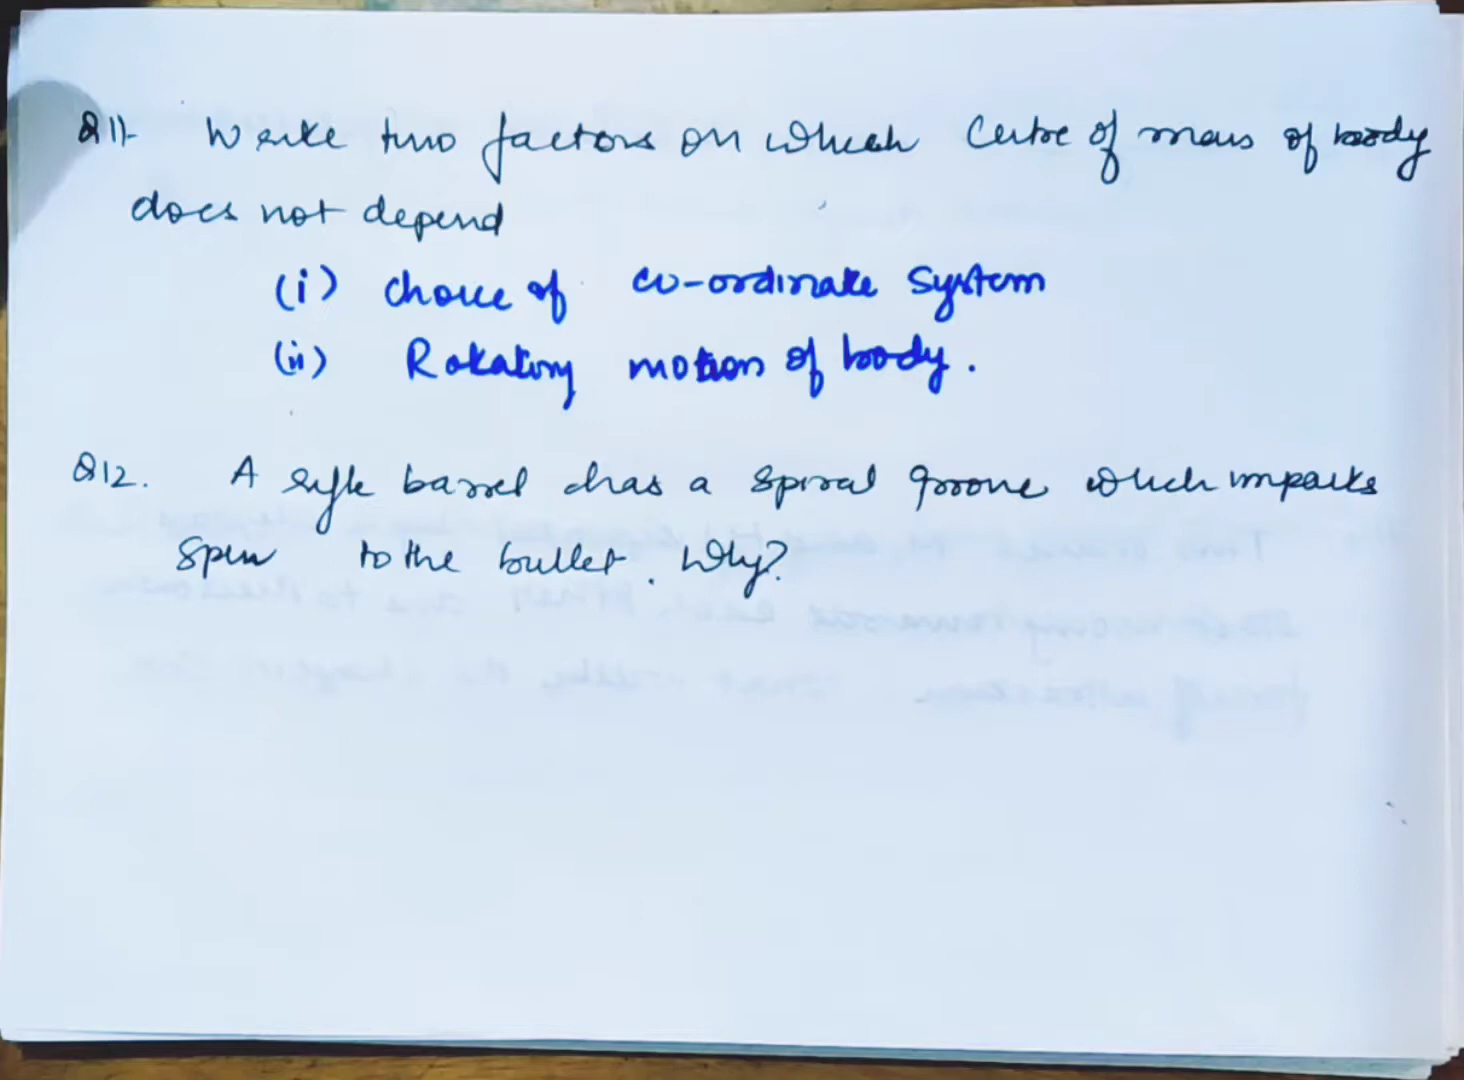 Q11- Write two factors on which Centre of mass of body
does not depend
(i) choice of co-ordinate system
(ii) Rotatory motion of body.
Q12. A rifle barrel has a spiral groove which imparts
spin to the bullet. Why?